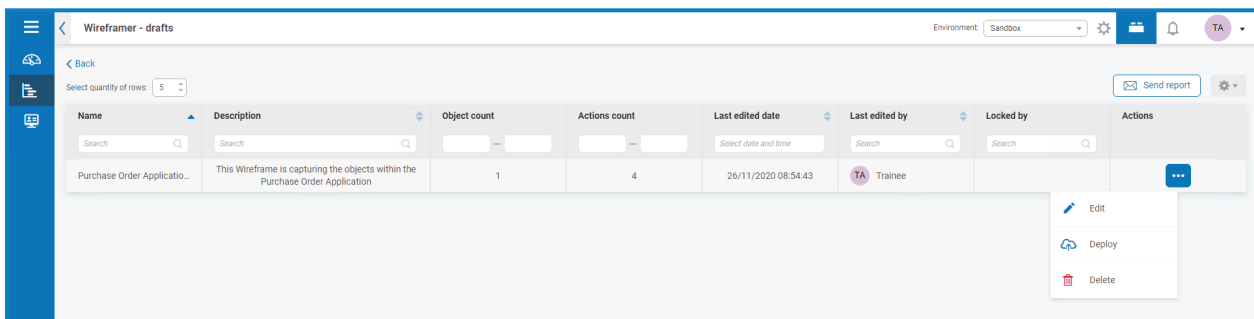 Wireframer - drafts
Environment: Sandbox
TA
Back
Select quantity of rows: 5
Send report
Name Description Object count Actions count Last edited date Last edited by Locked by Actions
Search Search — — Select date and time Search Search
Purchase Order Applicatio... This Wireframe is capturing the objects within the
Purchase Order Application
1 4 26/11/2020 08:54:43 TA Trainee
Edit
Deploy
Delete